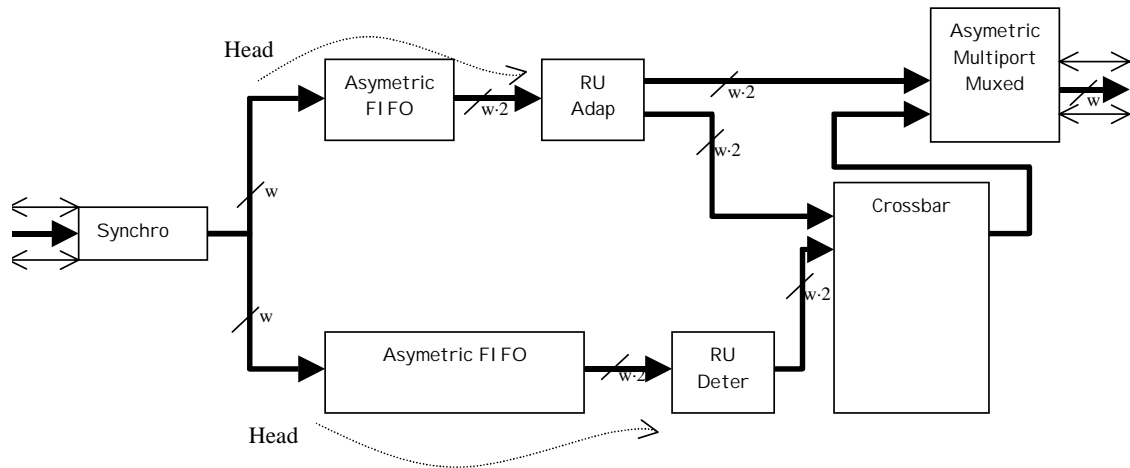 Head
Asymetric
FIFO
w·2
RU
Adap
w·2
w·2
Asymetric
Multiport
Muxed
w
w
Synchro
Crossbar
w
w·2
Asymetric FIFO
w·2
RU
Deter
Head